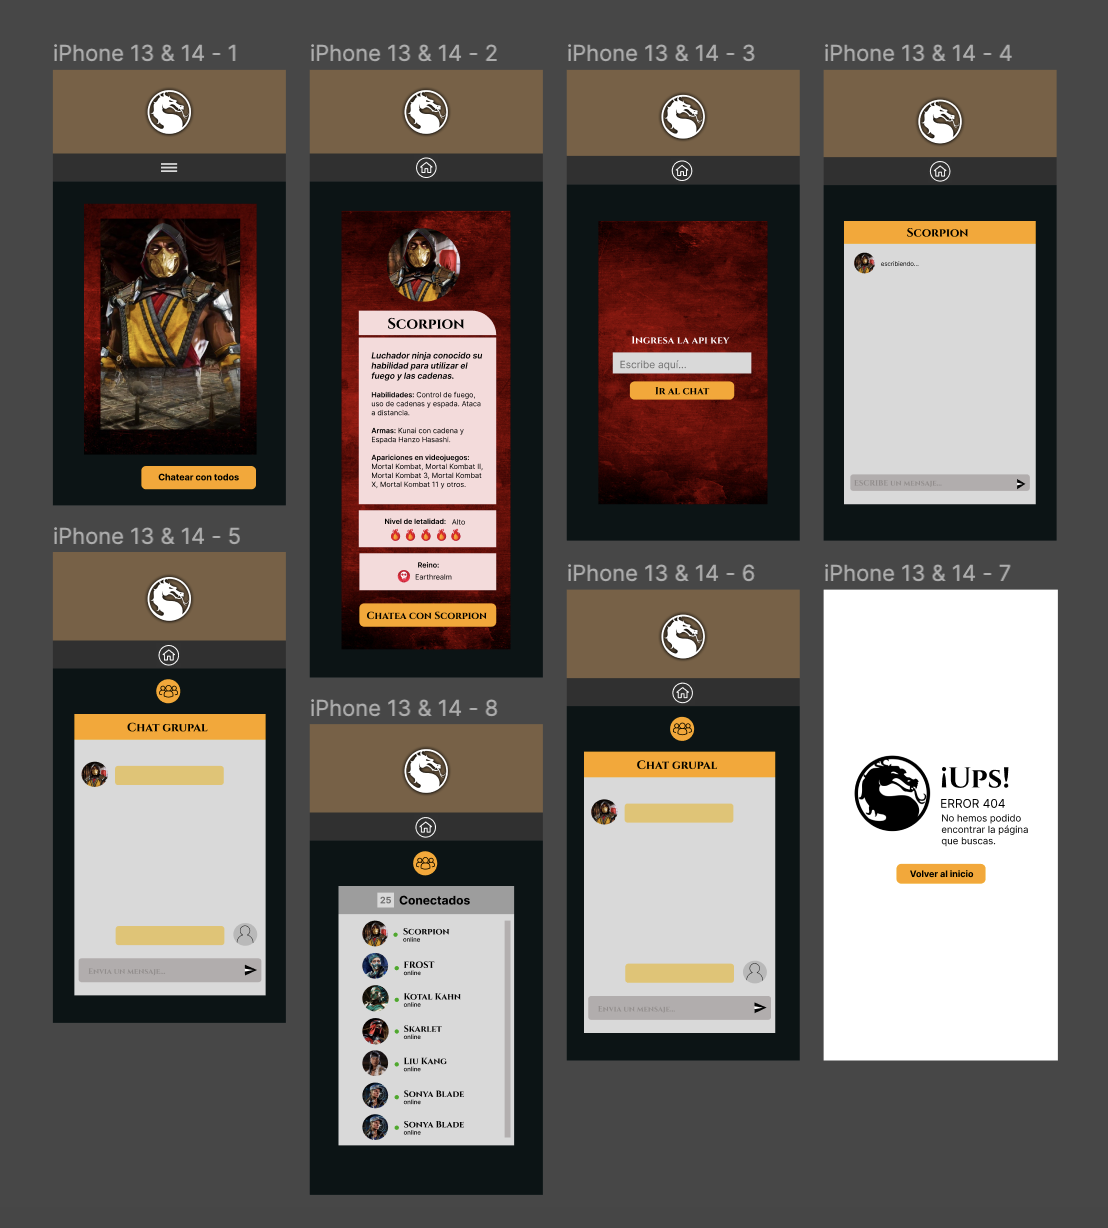 iPhone 13 & 14 - 1
Chatear con todos
iPhone 13 & 14 - 2
Scorpion
Luchador ninja conocido su
habilidad para utilizar el
fuego y las cadenas.
Habilidades: Control de fuego,
uso de cadenas y espada. Ataca
a distancia.
Armas: Kunai con cadena y
Espada Hanzo Hasashi.
Apariciones en videojuegos:
Mortal Kombat, Mortal Kombat II,
Mortal Kombat 3, Mortal Kombat
X, Mortal Kombat 11 y otros.
Nivel de letalidad: Alto
Reino:
Earthrealm
Chatea con Scorpion
iPhone 13 & 14 - 3
Ingresa la api key
Escribe aquí...
Ir al chat
iPhone 13 & 14 - 4
Scorpion
escribiendo...
ESCRIBE un mensaje...
iPhone 13 & 14 - 5
Chat grupal
Envia un mensaje...
iPhone 13 & 14 - 8
25 Conectados
Scorpion
online
FROST
online
Kotal Kahn
online
Skarlet
online
Liu Kang
online
Sonya Blade
online
Sonya Blade
online
iPhone 13 & 14 - 6
Chat grupal
Envia un mensaje...
iPhone 13 & 14 - 7
¡Ups!
ERROR 404
No hemos podido
encontrar la página
que buscas.
Volver al inicio